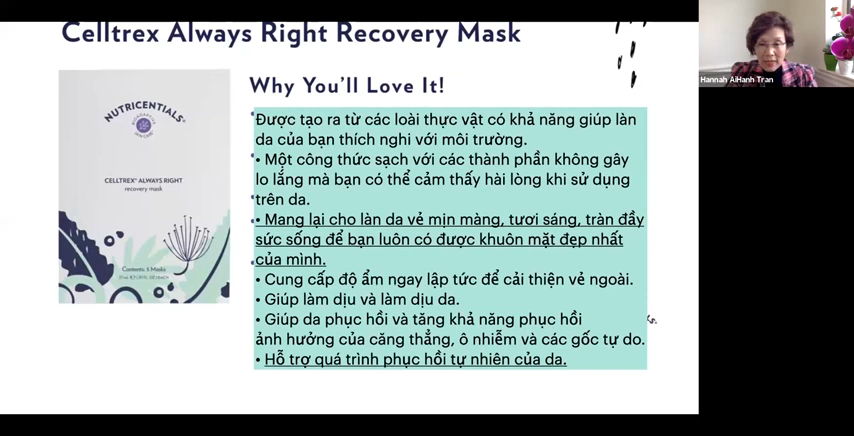 Celltrex Always Right Recovery Mask
Why You'll Love It!
Được tạo ra từ các loài thực vật có khả năng giúp làn
da của bạn thích nghi với môi trường.
• Một công thức sạch với các thành phần không gây
lo lắng mà bạn có thể cảm thấy hài lòng khi sử dụng
trên da.
• Mang lại cho làn da vẻ mịn màng, tươi sáng, tràn đầy
sức sống để bạn luôn có được khuôn mặt đẹp nhất
của mình.
• Cung cấp độ ẩm ngay lập tức để cải thiện vẻ ngoài.
• Giúp làm dịu và làm dịu da.
• Giúp da phục hồi và tăng khả năng phục hồi
ảnh hưởng của căng thẳng, ô nhiễm và các gốc tự do.
• Hỗ trợ quá trình phục hồi tự nhiên của da.
NUTRICENTIALS
CELLTREX® ALWAYS RIGHT
recovery mask
Contents: 5 Masks
Hannah AiHanh Tran